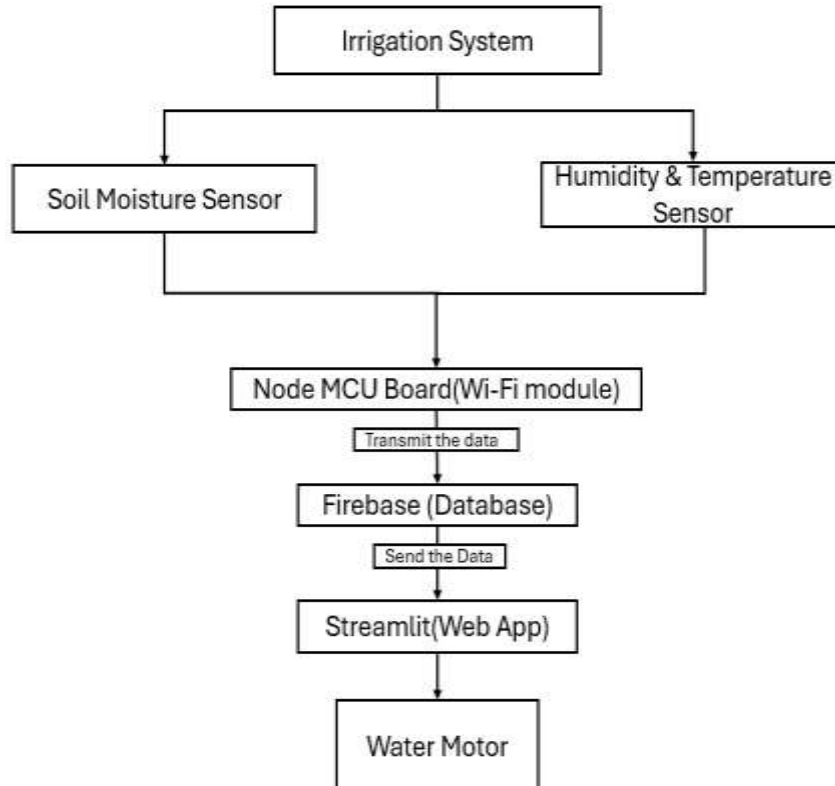 Irrigation System
Soil Moisture Sensor
Humidity & Temperature
Sensor
Node MCU Board(Wi-Fi module)
Transmit the data
Firebase (Database)
Send the Data
Streamlit(Web App)
Water Motor